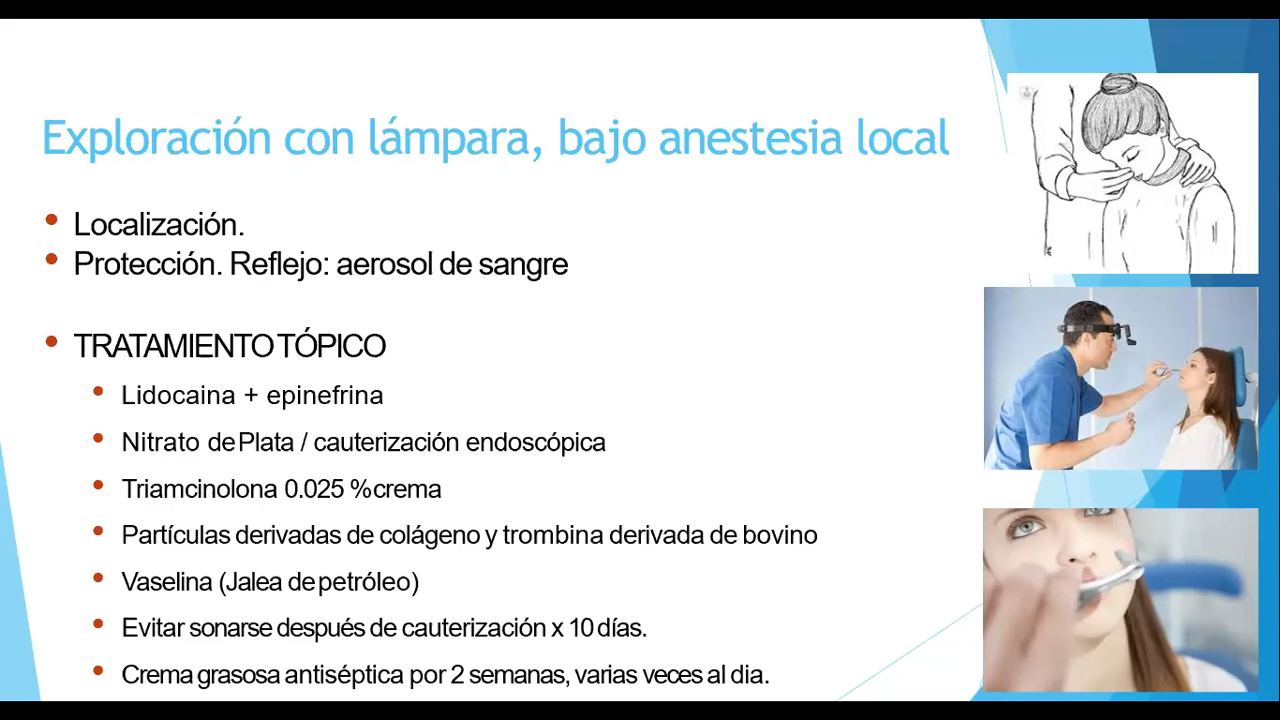 Exploración con lámpara, bajo anestesia local
• Localización.
• Protección. Reflejo: aerosol de sangre
• TRATAMIENTO TÓPICO
• Lidocaina + epinefrina
• Nitrato de Plata / cauterización endoscópica
• Triamcinolona 0.025 % crema
• Partículas derivadas de colágeno y trombina derivada de bovino
• Vaselina (Jalea de petróleo)
• Evitar sonarse después de cauterización x 10 días.
• Crema grasosa antiséptica por 2 semanas, varias veces al dia.